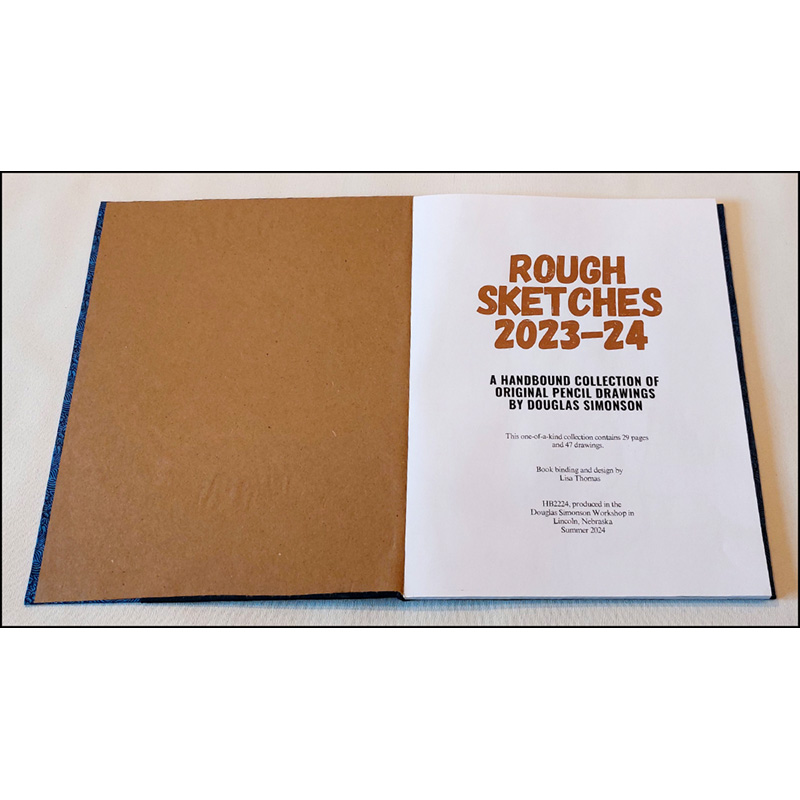 ROUGH
SKETCHES
2023–24
A HANDBOUND COLLECTION OF
ORIGINAL PENCIL DRAWINGS
BY DOUGLAS SIMONSON
This one-of-a-kind collection contains 29 pages
and 47 drawings.
Book binding and design by
Lisa Thomas
HB2224, produced in the
Douglas Simonson Workshop in
Lincoln, Nebraska
Summer 2024